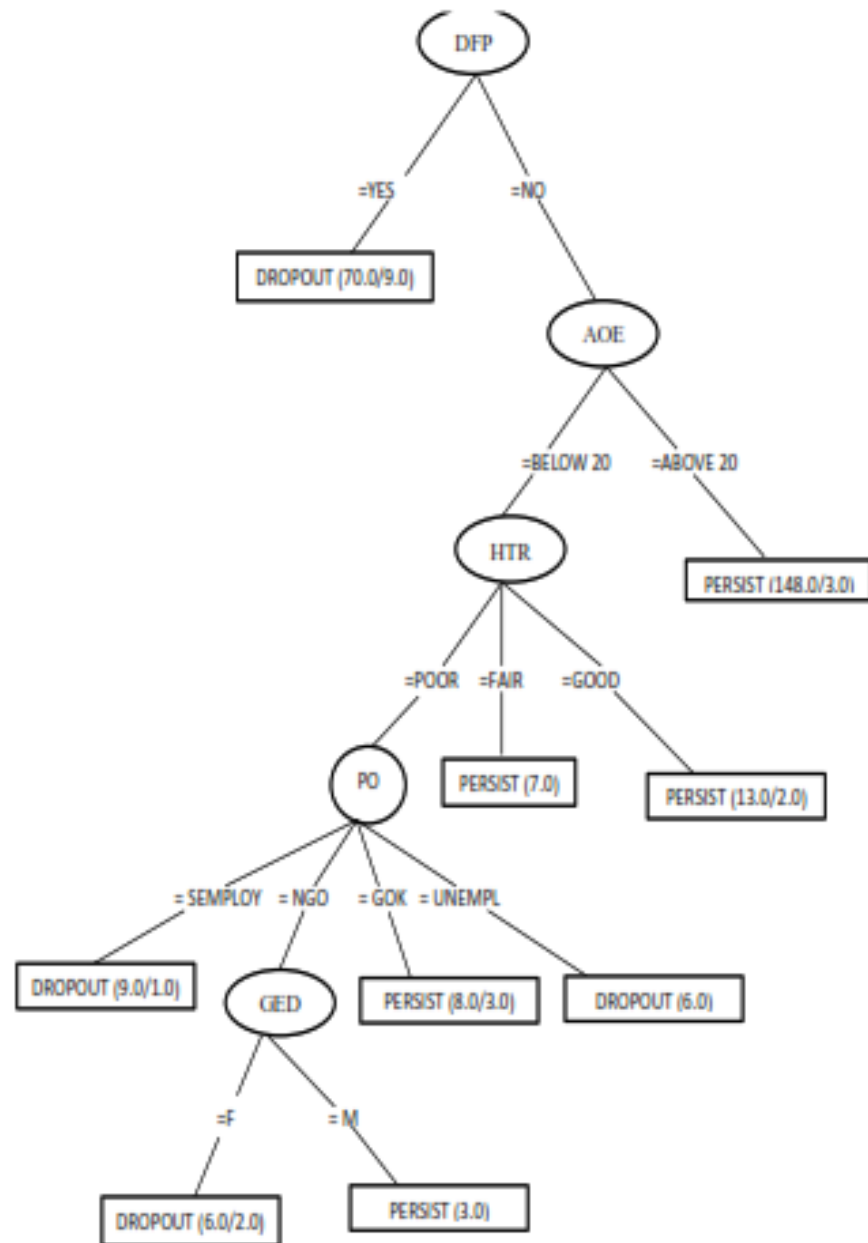 DFP
=YES
=NO
DROPOUT (70.0/9.0)
AOE
=BELOW 20
=ABOVE 20
HTR
PERSIST (148.0/3.0)
=POOR
=FAIR
=GOOD
PO
PERSIST (7.0)
PERSIST (13.0/2.0)
= SEMPLOY
= NGO
= GOK
= UNEMPL
DROPOUT (9.0/1.0)
GED
PERSIST (8.0/3.0)
DROPOUT (6.0)
=F
= M
DROPOUT (6.0/2.0)
PERSIST (3.0)